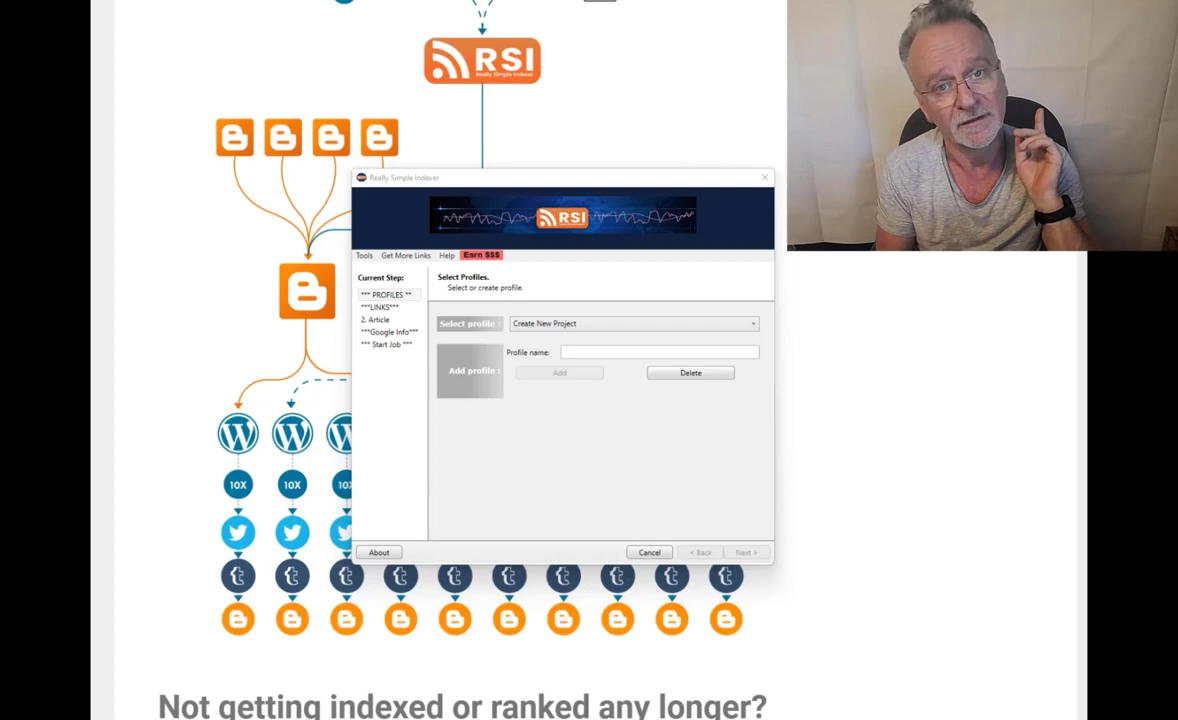 RSI
Really Simple Indexer
Really Simple Indexer
RSI
Tools Get More Links Help Earn $$$
Current Step:
*** PROFILES **
***LINKS***
2. Article
***Google Info***
*** Start Job ***
Select Profiles.
Select or create profile.
Select profile : Create New Project
Profile name:
Add profile :
Add Delete
10X 10X 10X
About Cancel < Back Next >
Not getting indexed or ranked any longer?